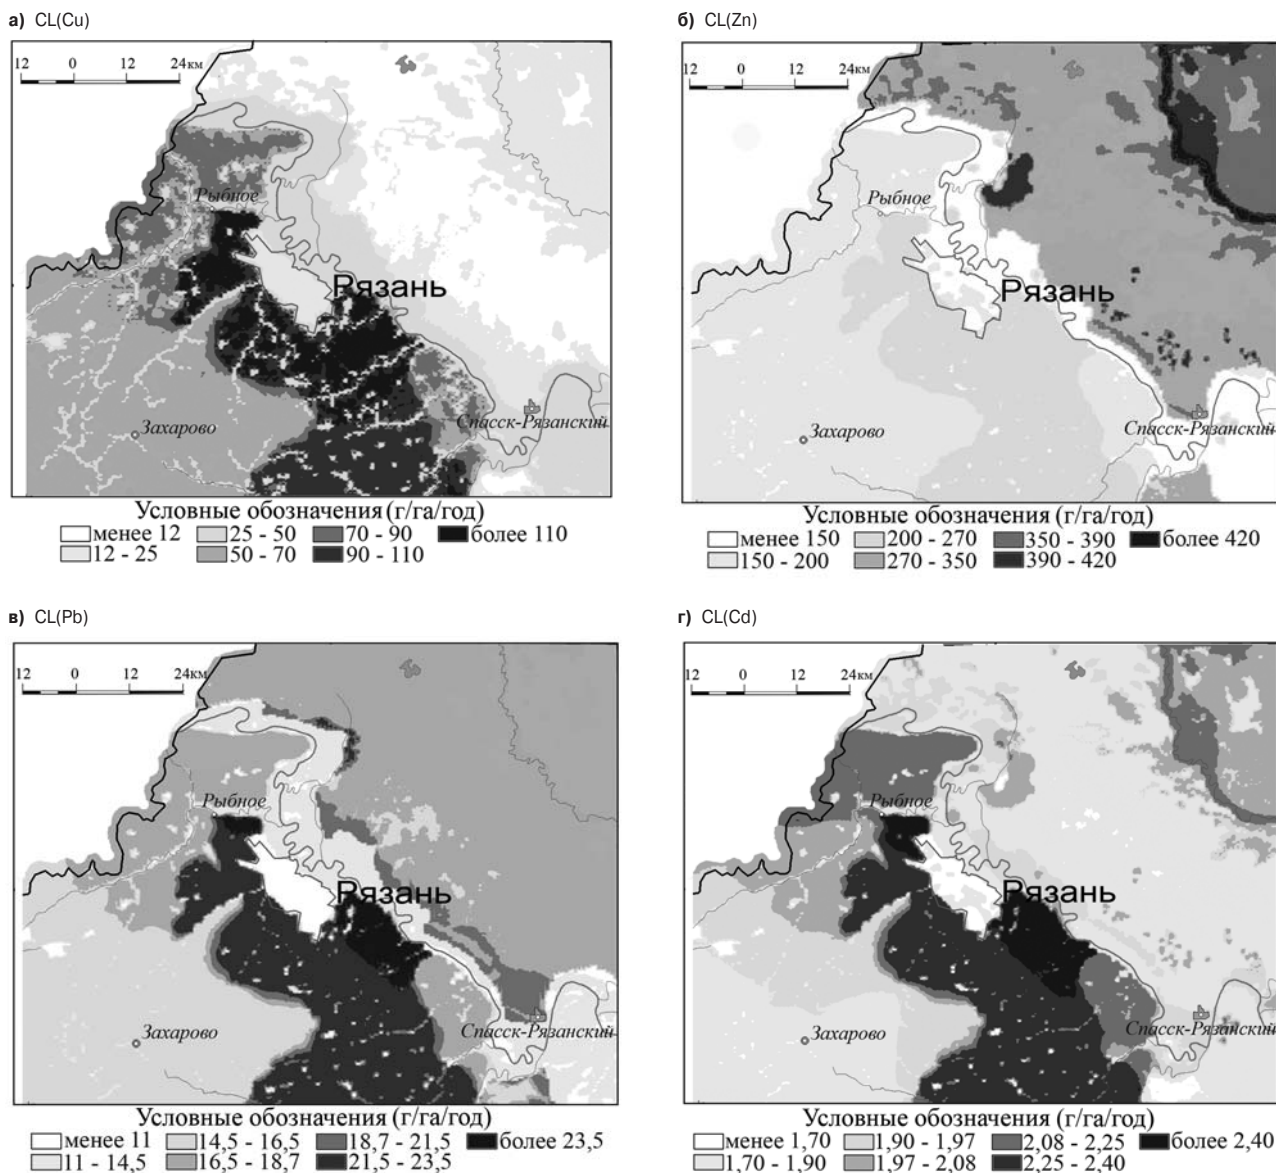 а) CL(Cu)
12 0 12 24км
Рыбное
Рязань
Захарово
Спасск-Рязанский
Условные обозначения (г/га/год)
менее 12 25 - 50 70 - 90 более 110
12 - 25 50 - 70 90 - 110
б) CL(Zn)
12 0 12 24км
Рыбное
Рязань
Захарово
Спасск-Рязанский
Условные обозначения (г/га/год)
менее 150 200 - 270 350 - 390 более 420
150 - 200 270 - 350 390 - 420
в) CL(Pb)
12 0 12 24км
Рыбное
Рязань
Захарово
Спасск-Рязанский
Условные обозначения (г/га/год)
менее 11 14,5 - 16,5 18,7 - 21,5 более 23,5
11 - 14,5 16,5 - 18,7 21,5 - 23,5
г) CL(Cd)
12 0 12 24км
Рыбное
Рязань
Захарово
Спасск-Рязанский
Условные обозначения (г/га/год)
менее 1,70 1,90 - 1,97 2,08 - 2,25 более 2,40
1,70 - 1,90 1,97 - 2,08 2,25 - 2,40